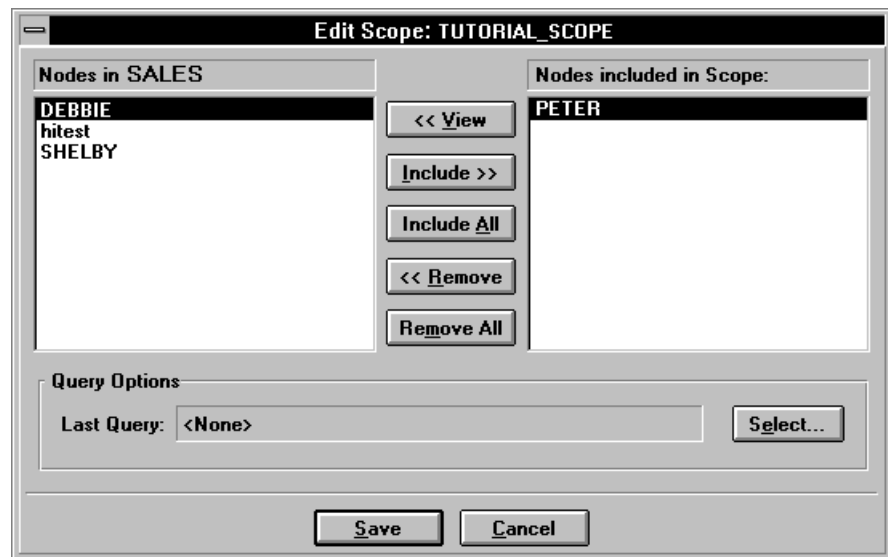 Edit Scope: TUTORIAL_SCOPE
Nodes in SALES
DEBBIE
hitest
SHELBY
<< View
Include >>
Include All
<< Remove
Remove All
Nodes included in Scope:
PETER
Query Options
Last Query: <None>
Select...
Save
Cancel